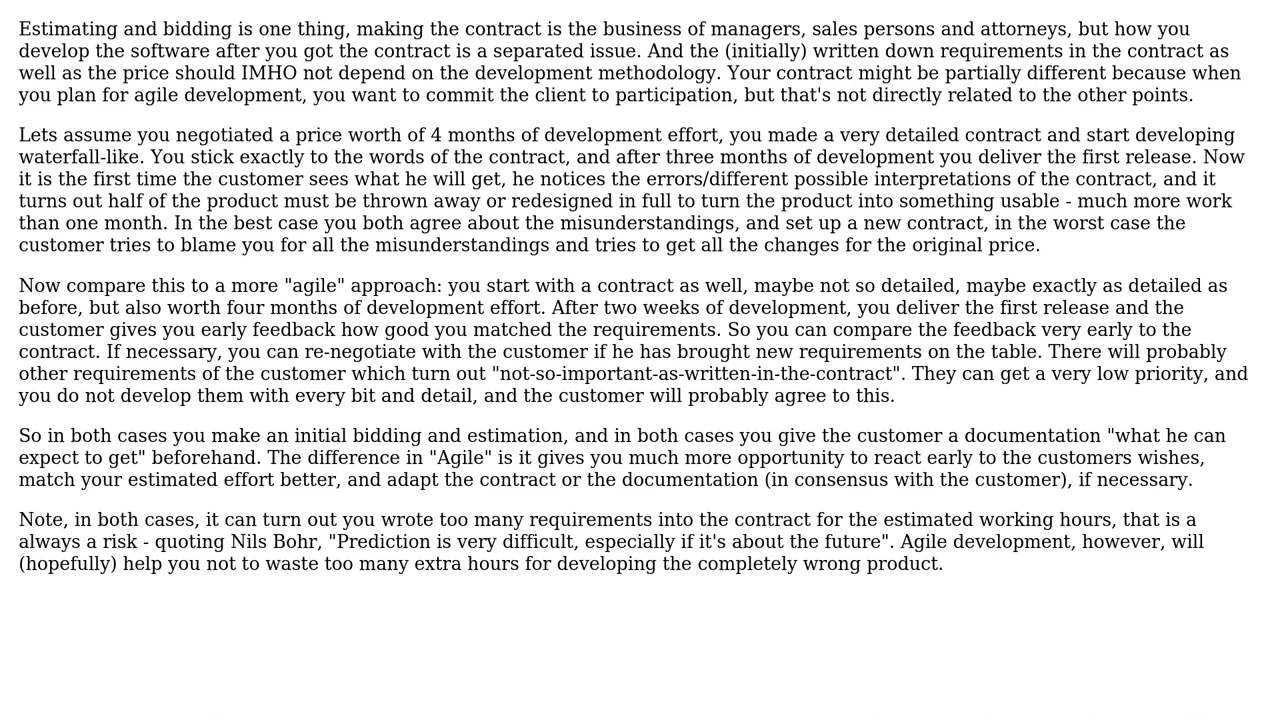 Estimating and bidding is one thing, making the contract is the business of managers, sales persons and attorneys, but how you
develop the software after you got the contract is a separated issue. And the (initially) written down requirements in the contract as
well as the price should IMHO not depend on the development methodology. Your contract might be partially different because when
you plan for agile development, you want to commit the client to participation, but that's not directly related to the other points.
Lets assume you negotiated a price worth of 4 months of development effort, you made a very detailed contract and start developing
waterfall-like. You stick exactly to the words of the contract, and after three months of development you deliver the first release. Now
it is the first time the customer sees what he will get, he notices the errors/different possible interpretations of the contract, and it
turns out half of the product must be thrown away or redesigned in full to turn the product into something usable - much more work
than one month. In the best case you both agree about the misunderstandings, and set up a new contract, in the worst case the
customer tries to blame you for all the misunderstandings and tries to get all the changes for the original price.
Now compare this to a more "agile" approach: you start with a contract as well, maybe not so detailed, maybe exactly as detailed as
before, but also worth four months of development effort. After two weeks of development, you deliver the first release and the
customer gives you early feedback how good you matched the requirements. So you can compare the feedback very early to the
contract. If necessary, you can re-negotiate with the customer if he has brought new requirements on the table. There will probably
other requirements of the customer which turn out "not-so-important-as-written-in-the-contract". They can get a very low priority, and
you do not develop them with every bit and detail, and the customer will probably agree to this.
So in both cases you make an initial bidding and estimation, and in both cases you give the customer a documentation "what he can
expect to get" beforehand. The difference in "Agile" is it gives you much more opportunity to react early to the customers wishes,
match your estimated effort better, and adapt the contract or the documentation (in consensus with the customer), if necessary.
Note, in both cases, it can turn out you wrote too many requirements into the contract for the estimated working hours, that is a
always a risk - quoting Nils Bohr, "Prediction is very difficult, especially if it's about the future". Agile development, however, will
(hopefully) help you not to waste too many extra hours for developing the completely wrong product.